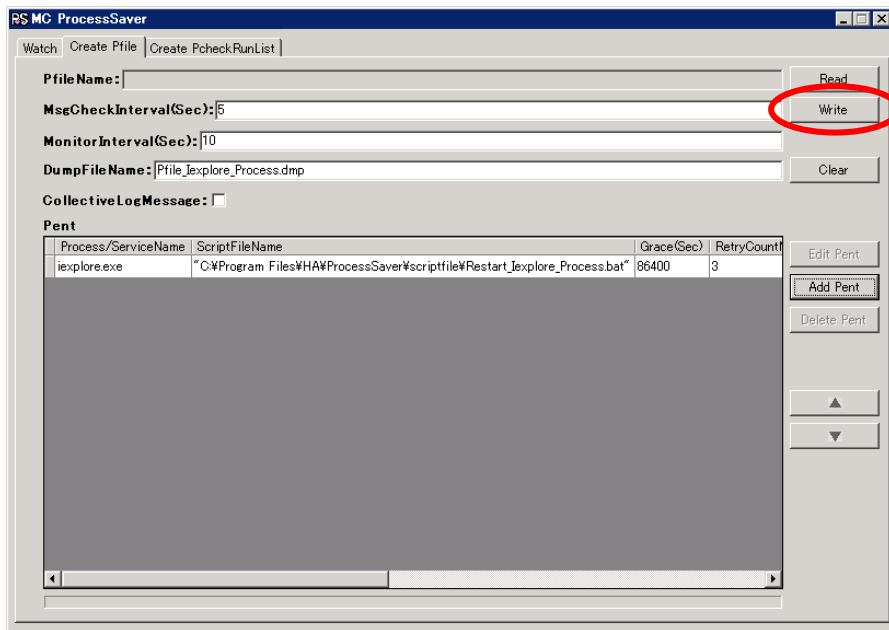 MC ProcessSaver
Watch Create Pfile Create PcheckRunList
PfileName: Read
MsgCheckInterval(Sec): 5 Write
MonitorInterval(Sec): 10
DumpFileName: Pfile_Iexplore_Process.dmp Clear
CollectiveLogMessage:
Pent
Process/ServiceName ScriptFileName Grace(Sec) RetryCount
iexplore.exe "C:¥Program Files¥HA¥ProcessSaver¥scriptfile¥Restart_Iexplore_Process.bat" 86400 3
Edit Pent
Add Pent
Delete Pent
▲
▼